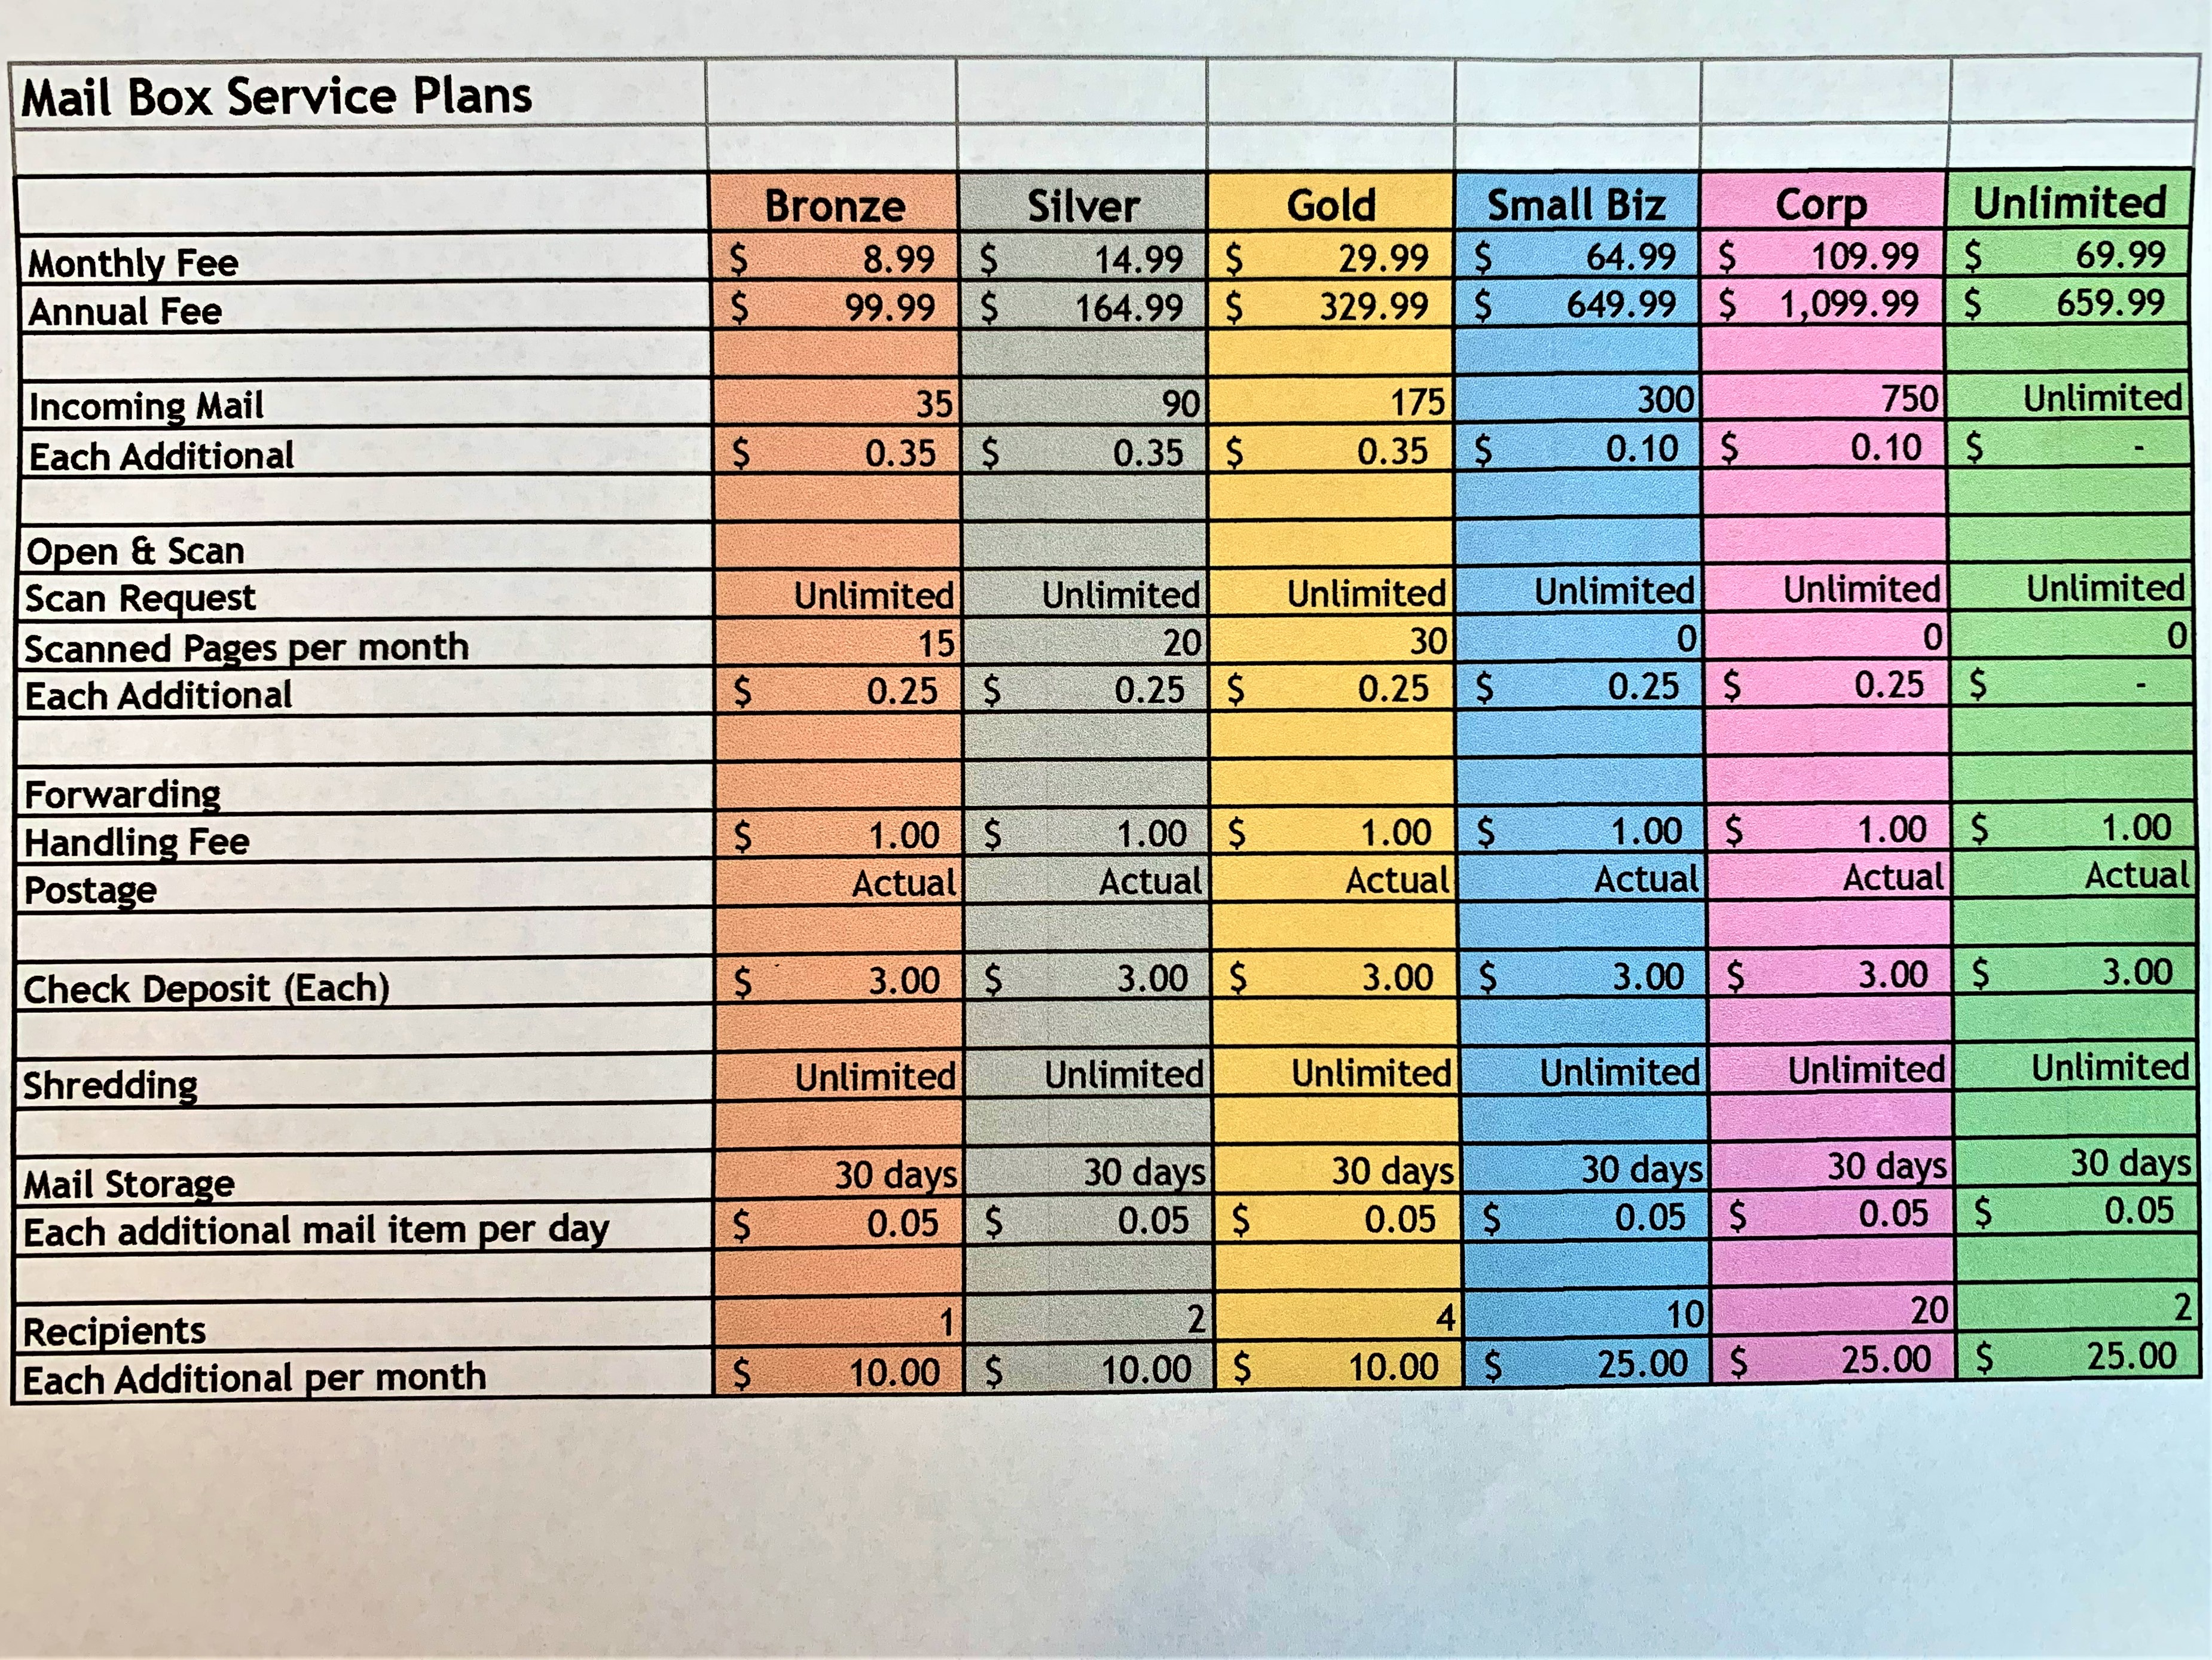 Mail Box Service Plans
Bronze Silver Gold Small Biz Corp Unlimited
Monthly Fee $ 8.99 $ 14.99 $ 29.99 $ 64.99 $ 109.99 $ 69.99
Annual Fee $ 99.99 $ 164.99 $ 329.99 $ 649.99 $ 1,099.99 $ 659.99
Incoming Mail 35 90 175 300 750 Unlimited
Each Additional $ 0.35 $ 0.35 $ 0.35 $ 0.10 $ 0.10 $ -
Open & Scan
Scan Request Unlimited Unlimited Unlimited Unlimited Unlimited Unlimited
Scanned Pages per month 15 20 30 0 0 0
Each Additional $ 0.25 $ 0.25 $ 0.25 $ 0.25 $ 0.25 $ -
Forwarding
Handling Fee $ 1.00 $ 1.00 $ 1.00 $ 1.00 $ 1.00 $ 1.00
Postage Actual Actual Actual Actual Actual Actual
Check Deposit (Each) $ 3.00 $ 3.00 $ 3.00 $ 3.00 $ 3.00 $ 3.00
Shredding Unlimited Unlimited Unlimited Unlimited Unlimited Unlimited
Mail Storage 30 days 30 days 30 days 30 days 30 days 30 days
Each additional mail item per day $ 0.05 $ 0.05 $ 0.05 $ 0.05 $ 0.05 $ 0.05
Recipients 1 2 4 10 20 2
Each Additional per month $ 10.00 $ 10.00 $ 10.00 $ 25.00 $ 25.00 $ 25.00